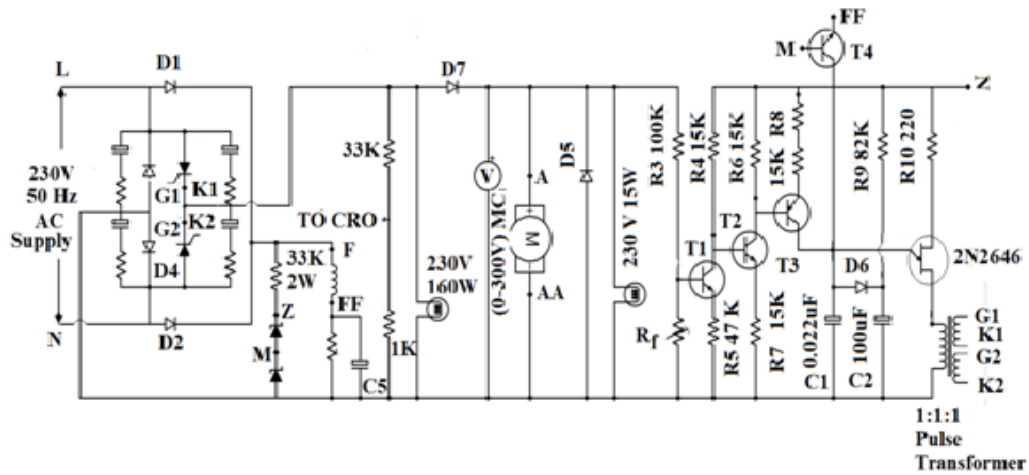 FF
M
T4
L
D1
D7
N
Z
230V
50 Hz
AC
Supply
G1
K1
G2
K2
D4
33K
2W
Z
M
F
FF
C5
N
D2
33K
TO CRO
1K
230V
160W
V
(0-300V) MC
A
M
AA
D5
230 V 15W
R3 100K
R4 15K
R6 15K
15K R8
R9 82K
R10 220
T1
T2
T3
D6
2N2646
Rf
R5 47 K
R7 15K
0.022uF
C1
100uF
C2
G1
K1
G2
K2
1:1:1
Pulse
Transformer